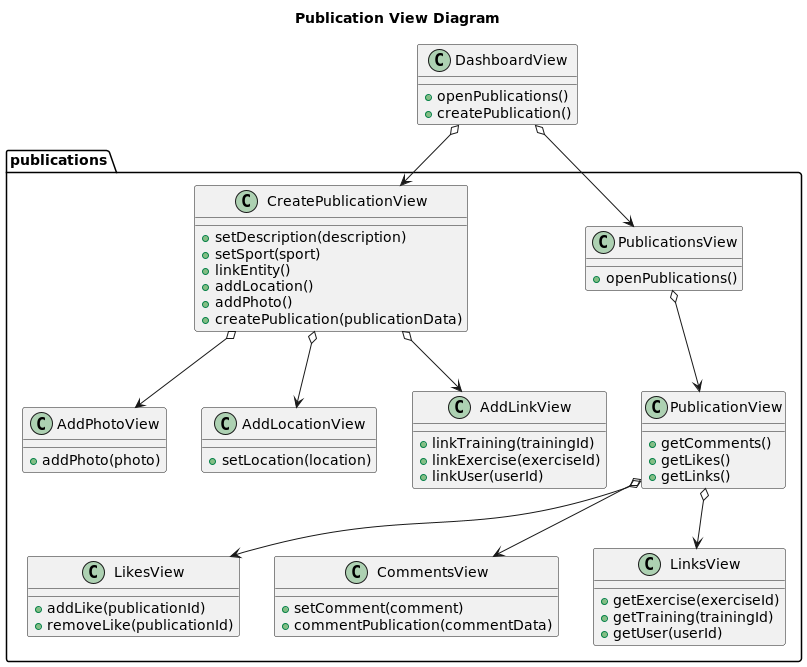 Publication View Diagram
C DashboardView
openPublications()
createPublication()
publications
C CreatePublicationView
setDescription(description)
setSport(sport)
linkEntity()
addLocation()
addPhoto()
createPublication(publicationData)
C PublicationsView
openPublications()
C AddPhotoView
addPhoto(photo)
C AddLocationView
setLocation(location)
C AddLinkView
linkTraining(trainingId)
linkExercise(exerciseId)
linkUser(userId)
C PublicationView
getComments()
getLikes()
getLinks()
C LikesView
addLike(publicationId)
removeLike(publicationId)
C CommentsView
setComment(comment)
commentPublication(commentData)
C LinksView
getExercise(exerciseId)
getTraining(trainingId)
getUser(userId)